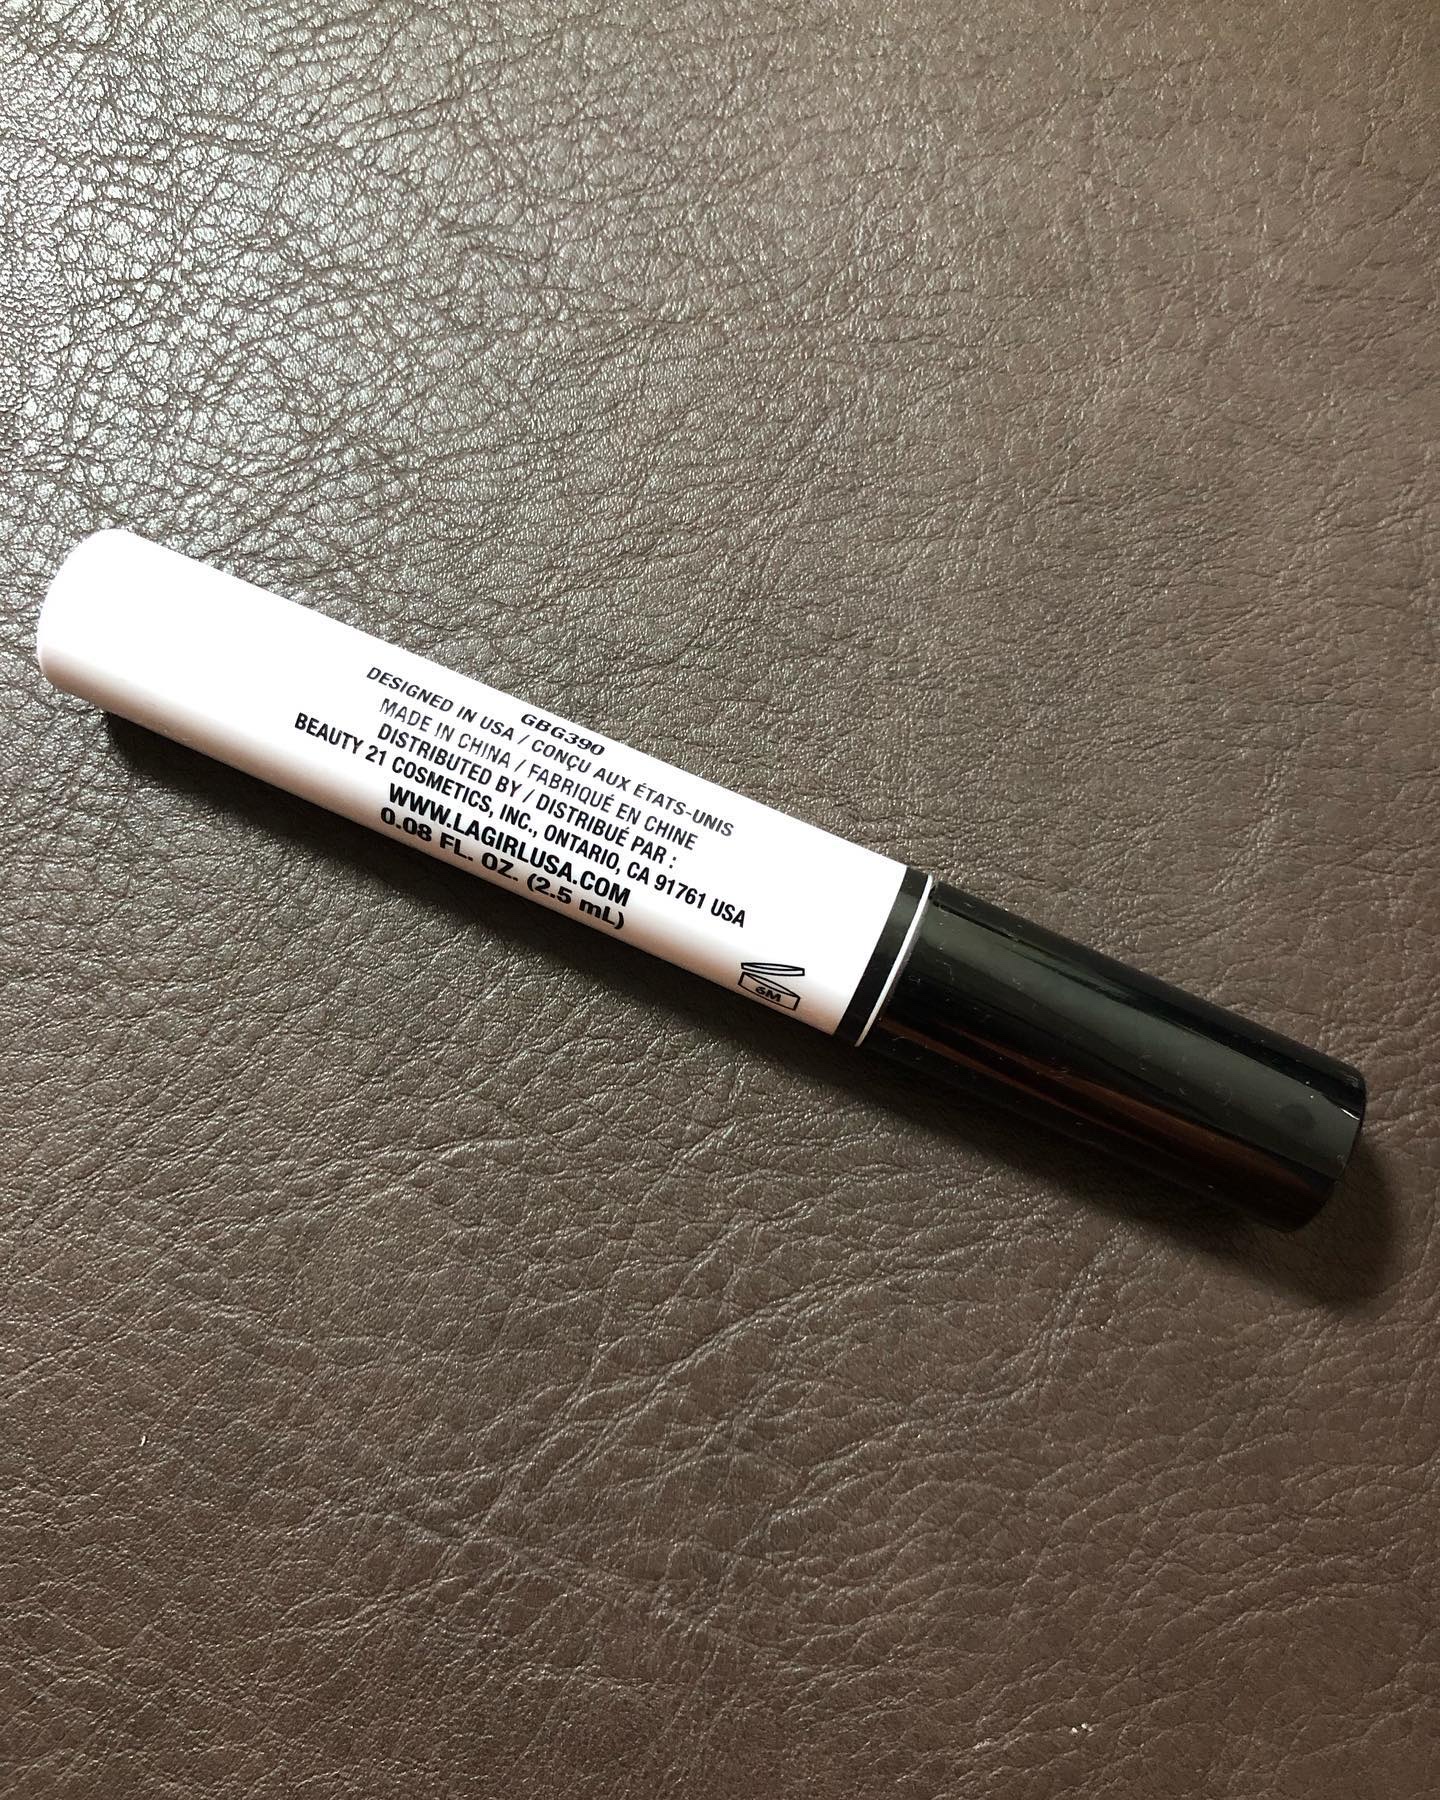 GBG390
DESIGNED IN USA / CONÇU AUX ÉTATS-UNIS
MADE IN CHINA / FABRIQUÉ EN CHINE
DISTRIBUTED BY / DISTRIBUÉ PAR :
BEAUTY 21 COSMETICS, INC., ONTARIO, CA 91761 USA
WWW.LAGIRLUSA.COM
0.08 FL. OZ. (2.5 mL)
6M